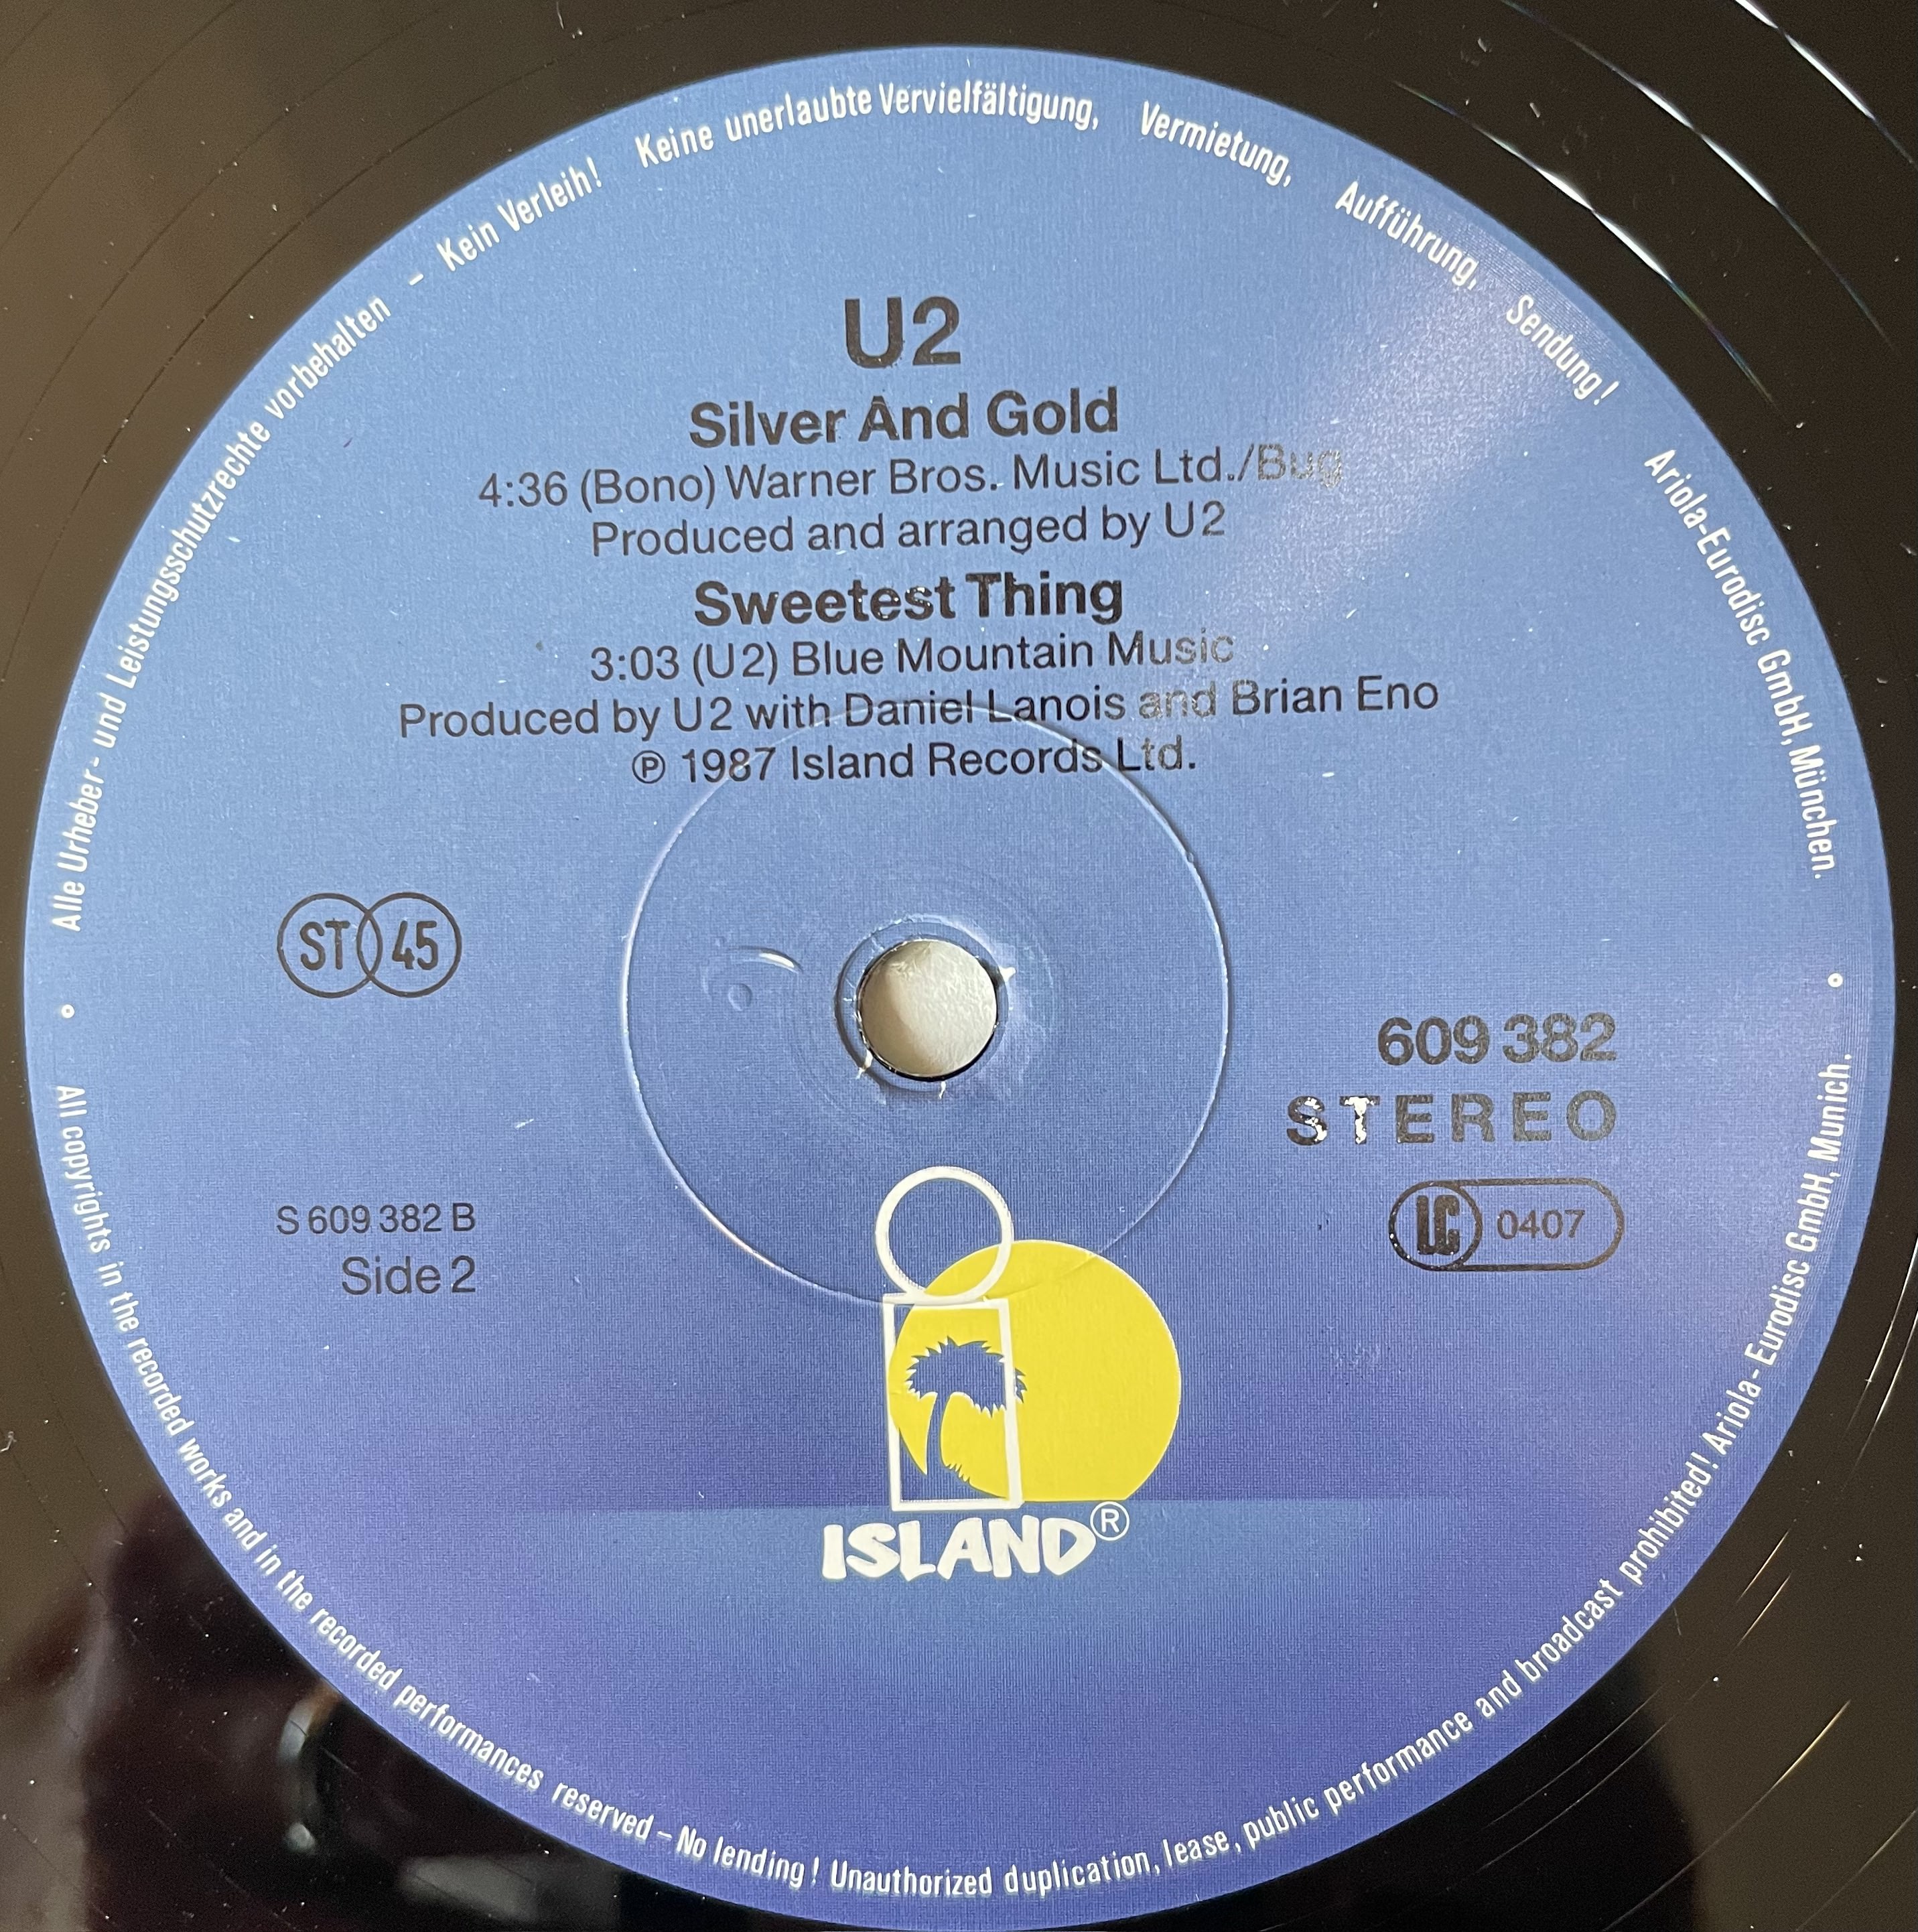 Alle Urheber- und Leistungsschutzrechte vorbehalten – Kein Verleih! Keine unerlaubte Vervielfältigung, Vermietung, Aufführung, Sendung! Ariola-Eurodisc GmbH, München.
U2
Silver And Gold
4:36 (Bono) Warner Bros. Music Ltd./Bug
Produced and arranged by U2
Sweetest Thing
3:03 (U2) Blue Mountain Music
Produced by U2 with Daniel Lanois and Brian Eno
℗ 1987 Island Records Ltd.
ST 45
609 382
STEREO
LC 0407
S 609 382 B
Side 2
ISLAND®
All copyrights in the recorded works and in the recorded performances reserved – No lending! Unauthorized duplication, lease, public performance and broadcast prohibited! Ariola-Eurodisc GmbH, Munich.